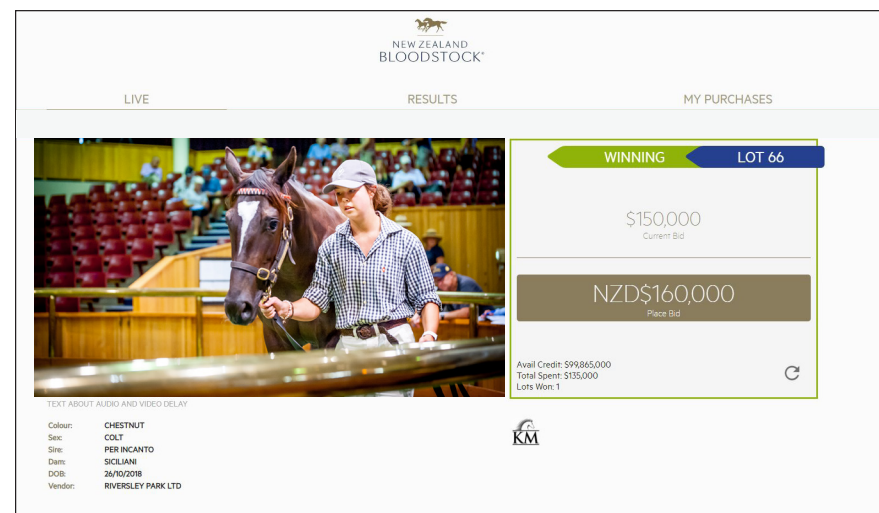 NEW ZEALAND
BLOODSTOCK®
LIVE
RESULTS
MY PURCHASES
WINNING
LOT 66
$150,000
Current Bid
NZD$160,000
Place Bid
Avail Credit: $99,865,000
Total Spent: $135,000
Lots Won: 1
TEXT ABOUT AUDIO AND VIDEO DELAY
Colour: CHESTNUT
Sex: COLT
Sire: PER INCANTO
Dam: SICILIANI
DOB: 26/10/2018
Vendor: RIVERSLEY PARK LTD
KM